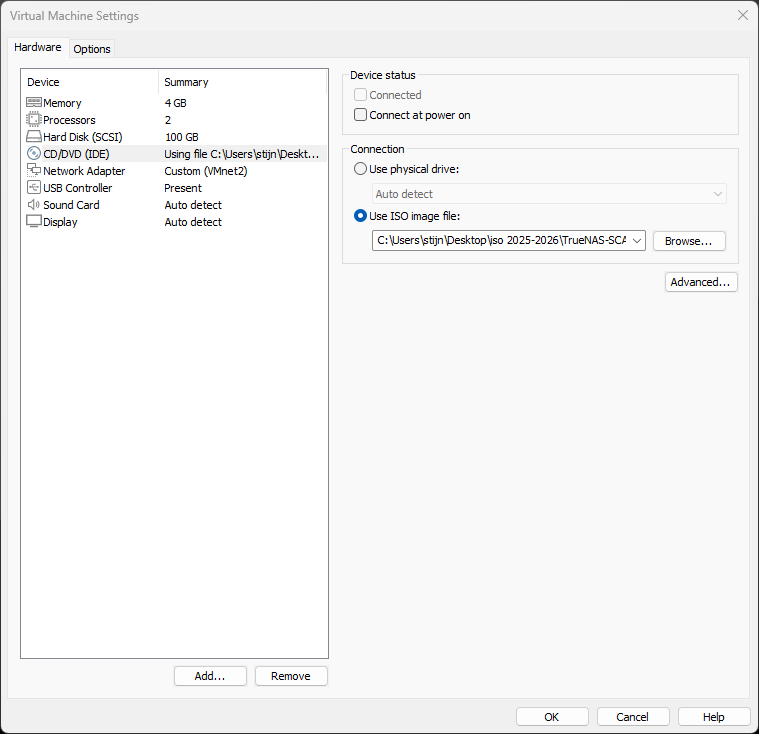 Virtual Machine Settings
Hardware Options
Device Summary
Memory 4 GB
Processors 2
Hard Disk (SCSI) 100 GB
CD/DVD (IDE) Using file C:\Users\stijn\Deskt...
Network Adapter Custom (VMnet2)
USB Controller Present
Sound Card Auto detect
Display Auto detect
Add... Remove
Device status
Connected
Connect at power on
Connection
Use physical drive:
Auto detect
Use ISO image file:
C:\Users\stijn\Desktop\iso 2025-2026\TrueNAS-SCA Browse...
Advanced...
OK Cancel Help